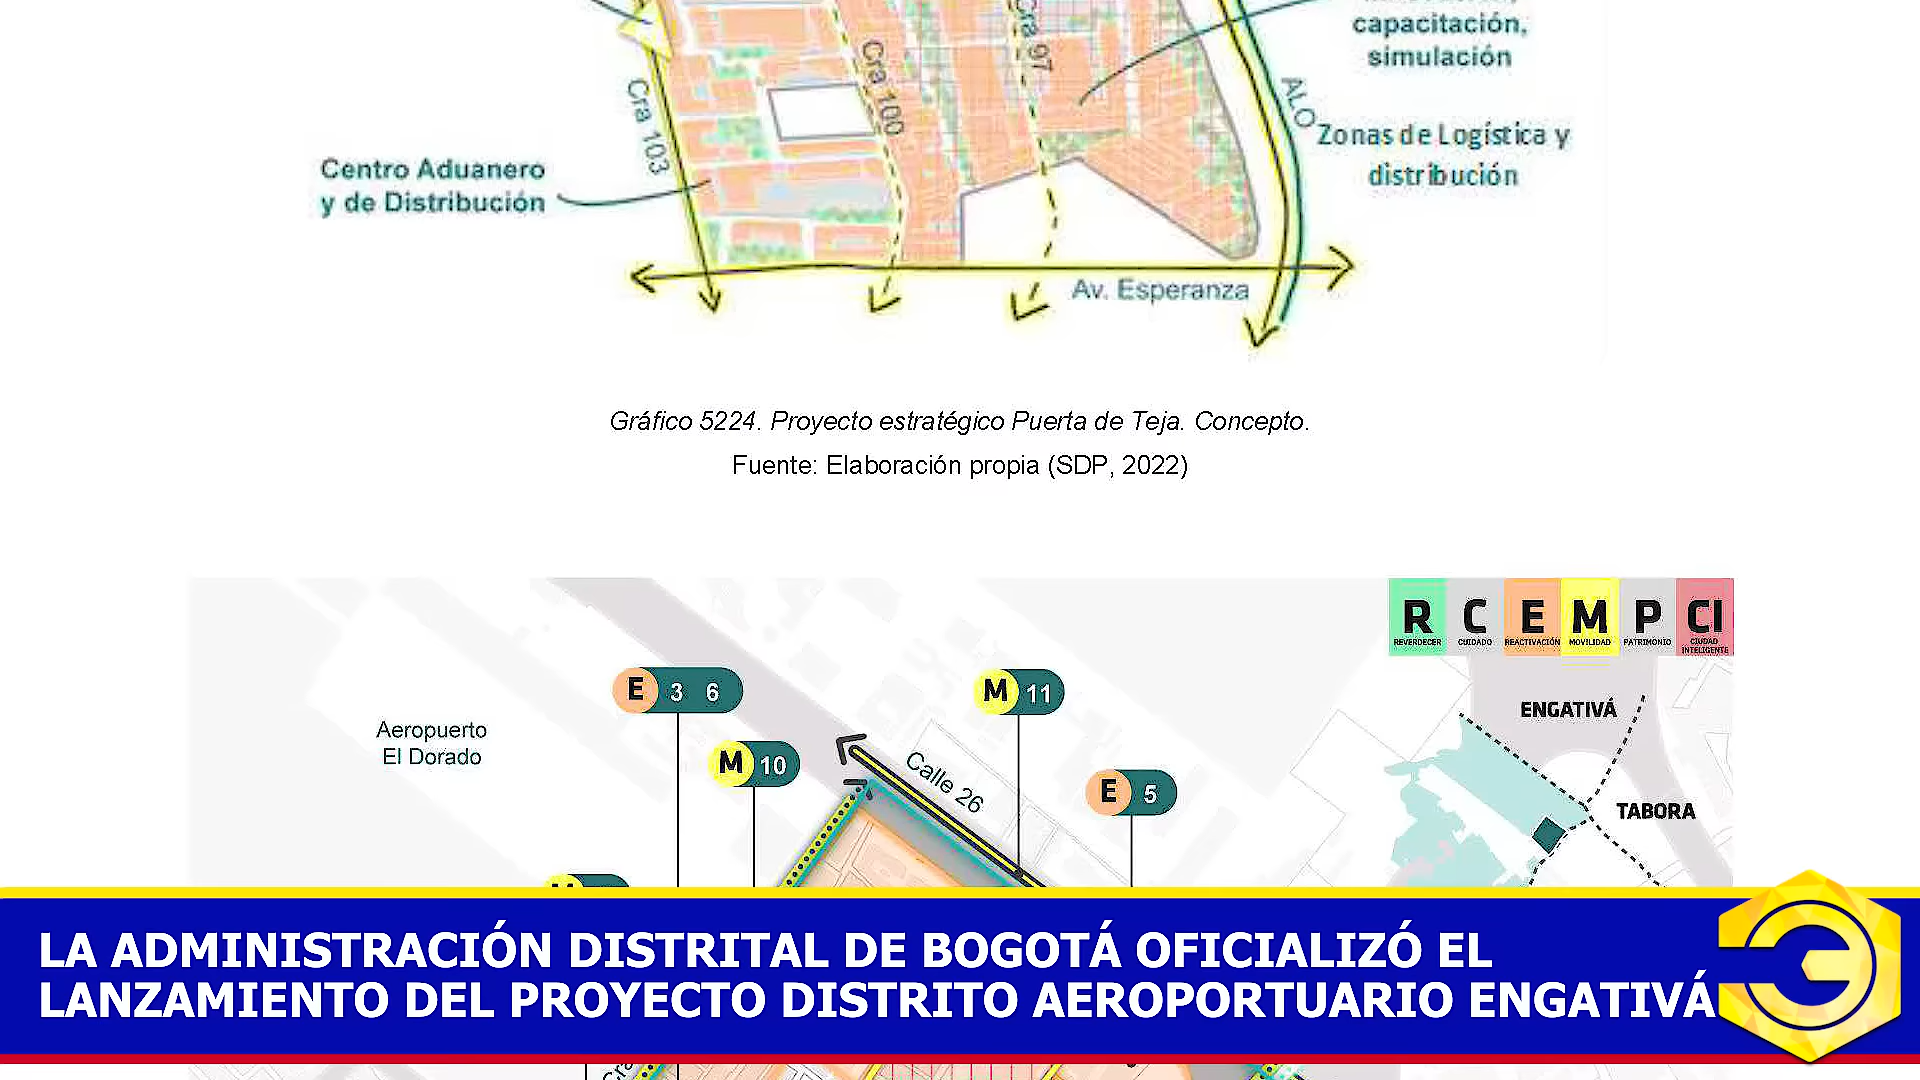 capacitación,
simulación
Cra 97
Cra 100
Cra 103
ALO
Zonas de Logística y
distribución
Centro Aduanero
y de Distribución
Av. Esperanza
Gráfico 5224. Proyecto estratégico Puerta de Teja. Concepto.
Fuente: Elaboración propia (SDP, 2022)
R C E M P CI
REVERDECER CUIDADO REACTIVACIÓN MOVILIDAD PATRIMONIO CIUDAD
INTELIGENTE
E 3 6
M 11
ENGATIVÁ
Aeropuerto
El Dorado
M 10
Calle 26
E 5
TABORA
LA ADMINISTRACIÓN DISTRITAL DE BOGOTÁ OFICIALIZÓ EL
LANZAMIENTO DEL PROYECTO DISTRITO AEROPORTUARIO ENGATIVÁ